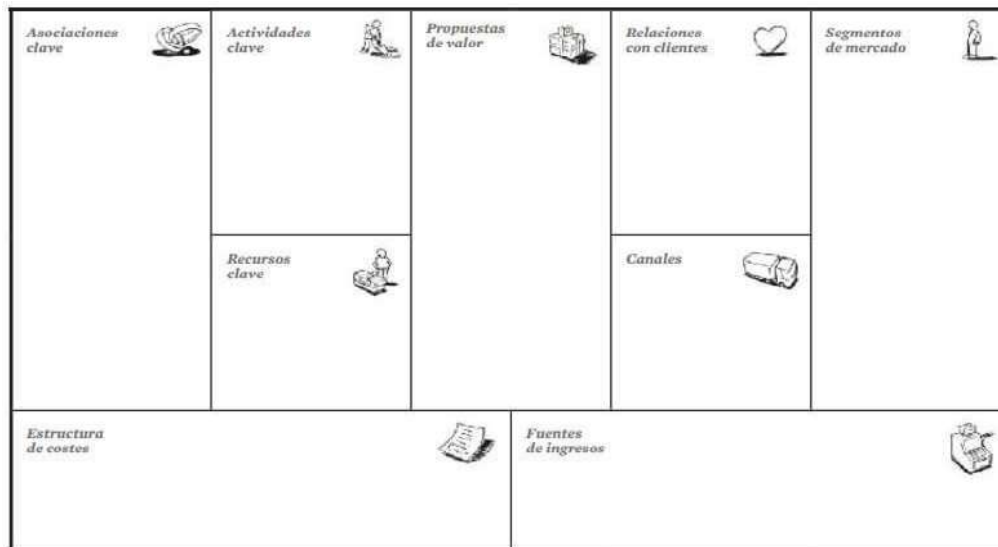 Asociaciones
clave
Actividades
clave
Propuestas
de valor
Relaciones
con clientes
Segmentos
de mercado
Recursos
clave
Canales
Estructura
de costes
Fuentes
de ingresos